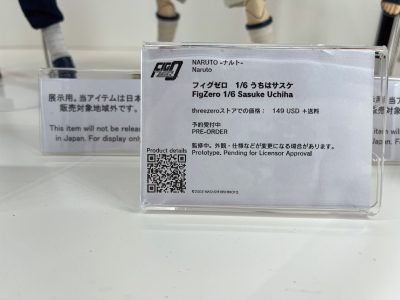 FIGZERO
NARUTO -ナルト-
Naruto
フィグゼロ 1/6 うちはサスケ
FigZero 1/6 Sasuke Uchiha
threezeroストアでの価格： 149 USD +送料
予約受付中
PRE-ORDER
監修中。外観・仕様などが変更になる場合があります。
Prototype, Pending for Licensor Approval
Product details
展示用。当アイテムは日本
販売対象地域外です。
This item will not be relea
in Japan. For display only